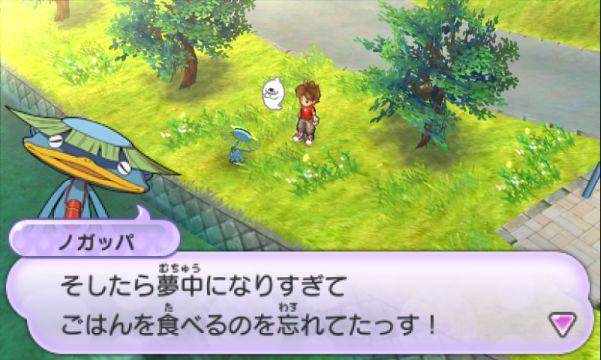 ノガッパ
そしたら夢中になりすぎて
ごはんを食べるのを忘れてたっす！